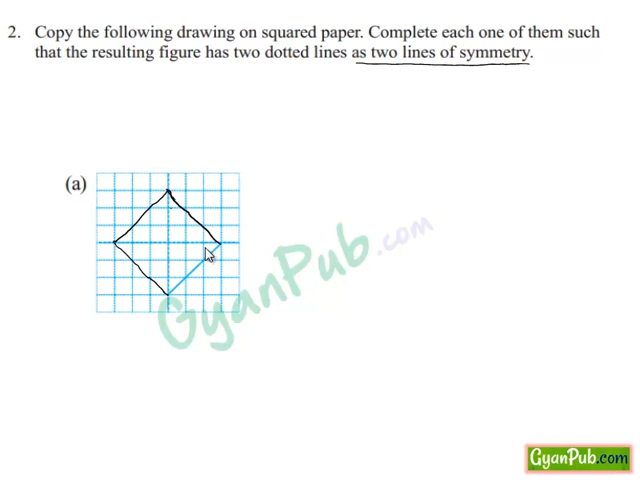 2. Copy the following drawing on squared paper. Complete each one of them such
that the resulting figure has two dotted lines as two lines of symmetry.
(a)
GyanPub.com
GyanPub.com